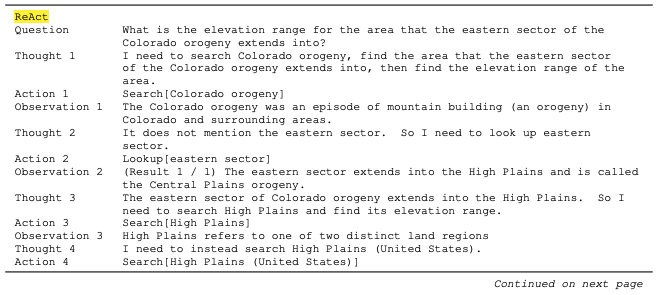 ReAct
Question What is the elevation range for the area that the eastern sector of the
Colorado orogeny extends into?
Thought 1 I need to search Colorado orogeny, find the area that the eastern sector
of the Colorado orogeny extends into, then find the elevation range of the
area.
Action 1 Search[Colorado orogeny]
Observation 1 The Colorado orogeny was an episode of mountain building (an orogeny) in
Colorado and surrounding areas.
Thought 2 It does not mention the eastern sector. So I need to look up eastern
sector.
Action 2 Lookup[eastern sector]
Observation 2 (Result 1 / 1) The eastern sector extends into the High Plains and is called
the Central Plains orogeny.
Thought 3 The eastern sector of Colorado orogeny extends into the High Plains. So I
need to search High Plains and find its elevation range.
Action 3 Search[High Plains]
Observation 3 High Plains refers to one of two distinct land regions
Thought 4 I need to instead search High Plains (United States).
Action 4 Search[High Plains (United States)]
Continued on next page